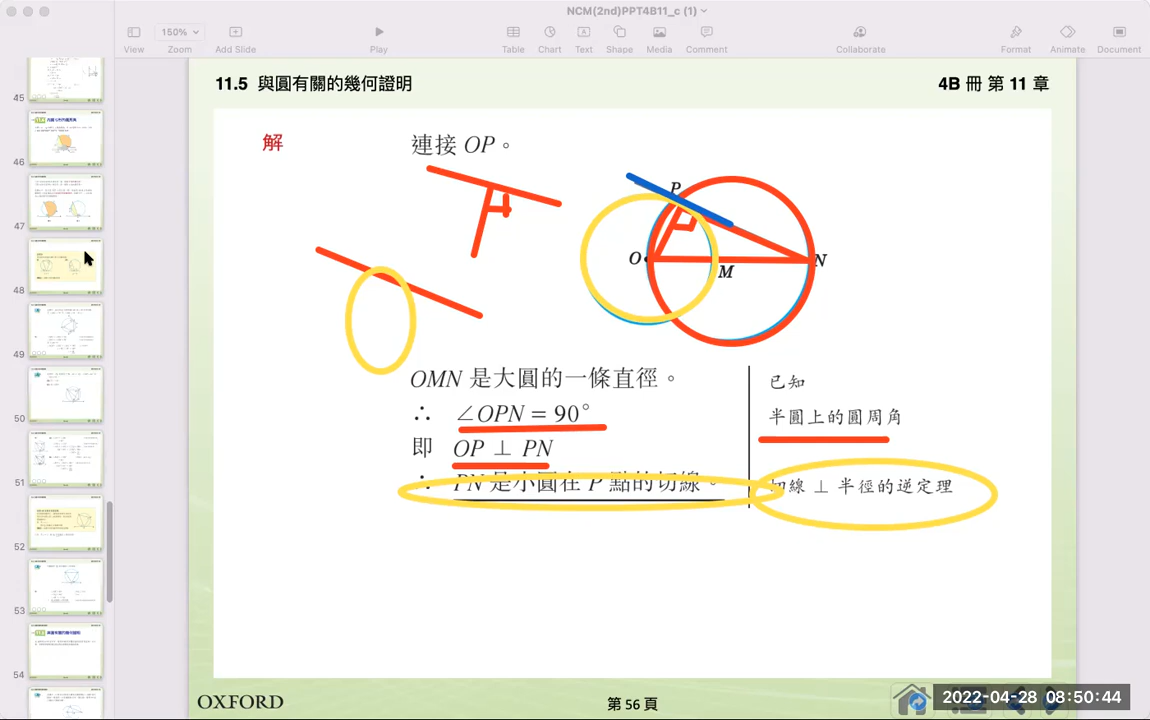 NCM(2nd)PPT4B11_c (1)
150%
View
Zoom
Add Slide
Play
Table
Chart
Text
Shape
Media
Comment
Collaborate
Format
Animate
Document
45
46
47
48
49
50
51
52
53
54
11.5 與圓有關的幾何證明
4B 冊 第 11 章
解
連接 OP。
P
O
M
N
OMN 是大圓的一條直徑。
已知
∴ ∠OPN = 90°
半圓上的圓周角
即 OP ⊥ PN
∴ PN 是小圓在 P 點的切線。
切線 ⊥ 半徑的逆定理
OXFORD
第 56 頁
2022-04-28 08:50:44